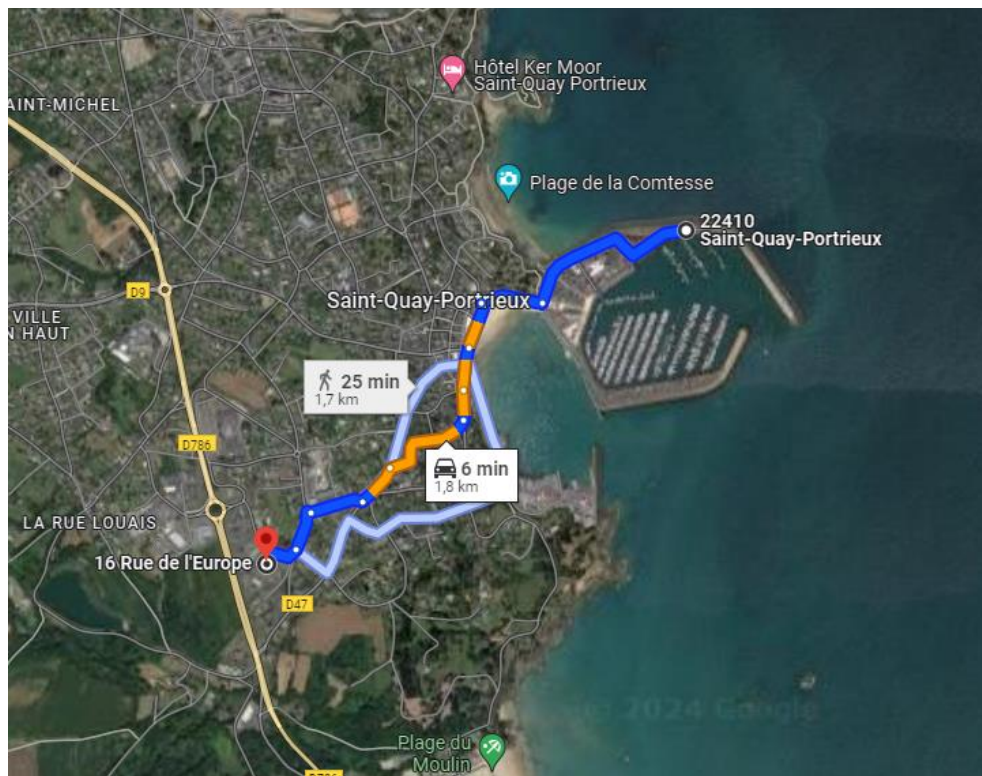 Hôtel Ker Moor
Saint-Quay Portrieux
AINT-MICHEL
Plage de la Comtesse
22410
Saint-Quay-Portrieux
D9
Saint-Quay-Portrieux
VILLE
N HAUT
25 min
1,7 km
D786
6 min
1,8 km
LA RUE LOUAIS
16 Rue de l'Europe
D47
2024 Google
Plage du
Moulin